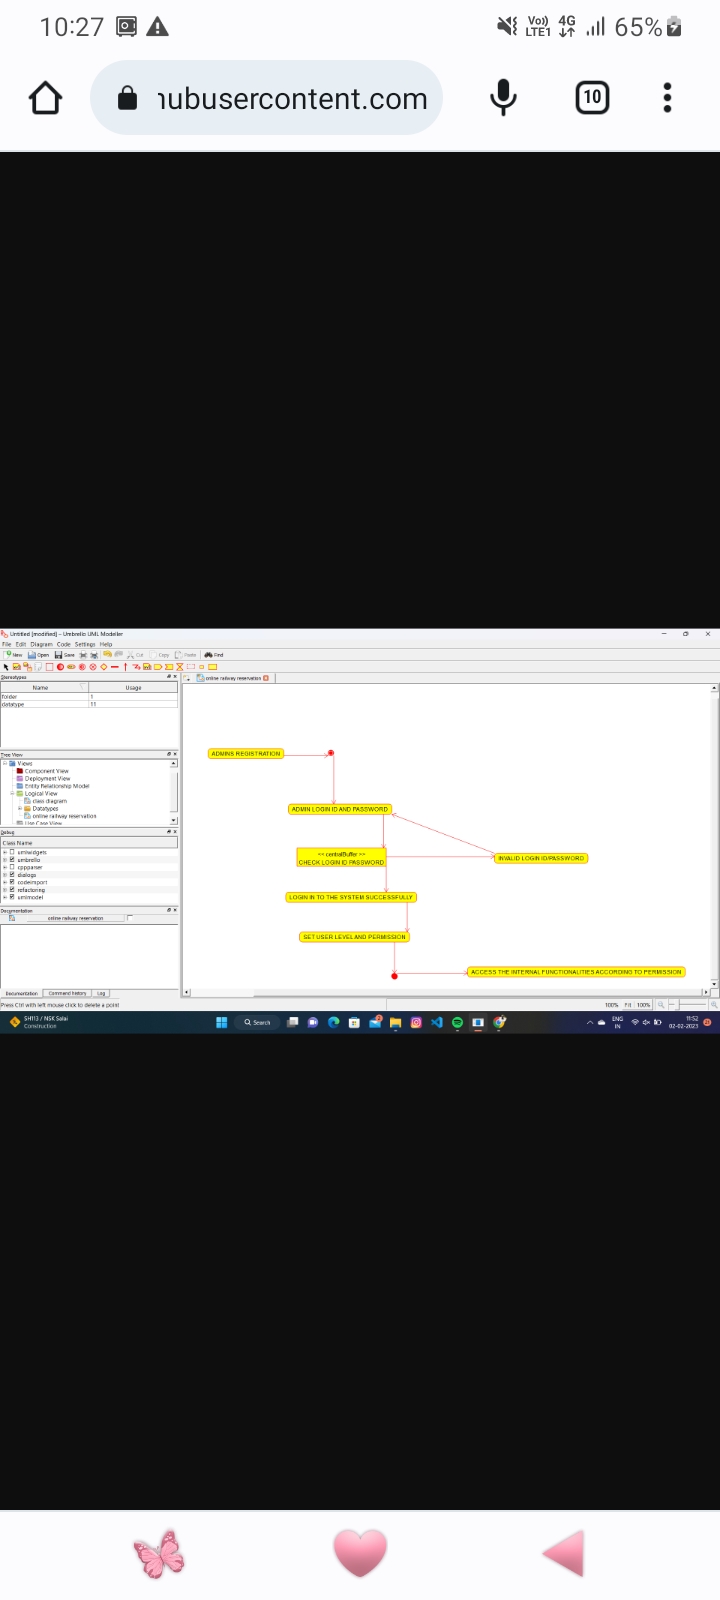 10:27
Vo)) 4G
LTE1
65%
nubusercontent.com
10
Untitled [modified] - Umbrello UML Modeller
File Edit Diagram Code Settings Help
New Open Save Cut Copy Paste Find
Stereotypes
Name Usage
folder 1
datatype 11
Tree View
Views
Component View
Deployment View
Entity Relationship Model
Logical View
class diagram
Datatypes
online railway reservation
Use Case View
Debug
Class Name
umlwidgets
umbrello
cppparser
dialogs
codeimport
refactoring
umlmodel
Documentation
online railway reservation
Documentation Command history Log
Press Ctrl with left mouse click to delete a point
online railway reservation
ADMINS REGISTRATION
ADMIN LOGIN ID AND PASSWORD
<< centralBuffer >>
CHECK LOGIN ID PASSWORD
INVALID LOGIN ID/PASSWORD
LOGIN IN TO THE SYSTEM SUCCESSFULLY
SET USER LEVEL AND PERMISSION
ACCESS THE INTERNAL FUNCTIONALITIES ACCORDING TO PERMISSION
100% Fit 100%
SH113 / NSK Salai
Construction
Search
ENG
IN
11:52
02-02-2023